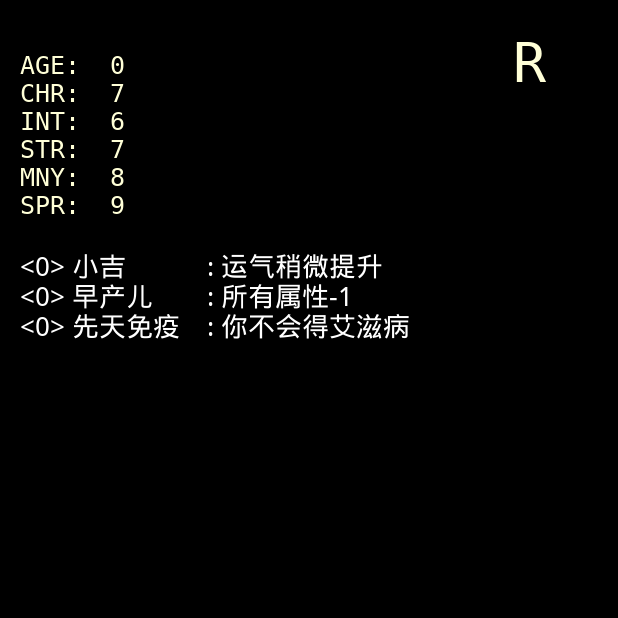 R
AGE: 0
CHR: 7
INT: 6
STR: 7
MNY: 8
SPR: 9
<0> 小吉 : 运气稍微提升
<0> 早产儿 : 所有属性-1
<0> 先天免疫 : 你不会得艾滋病